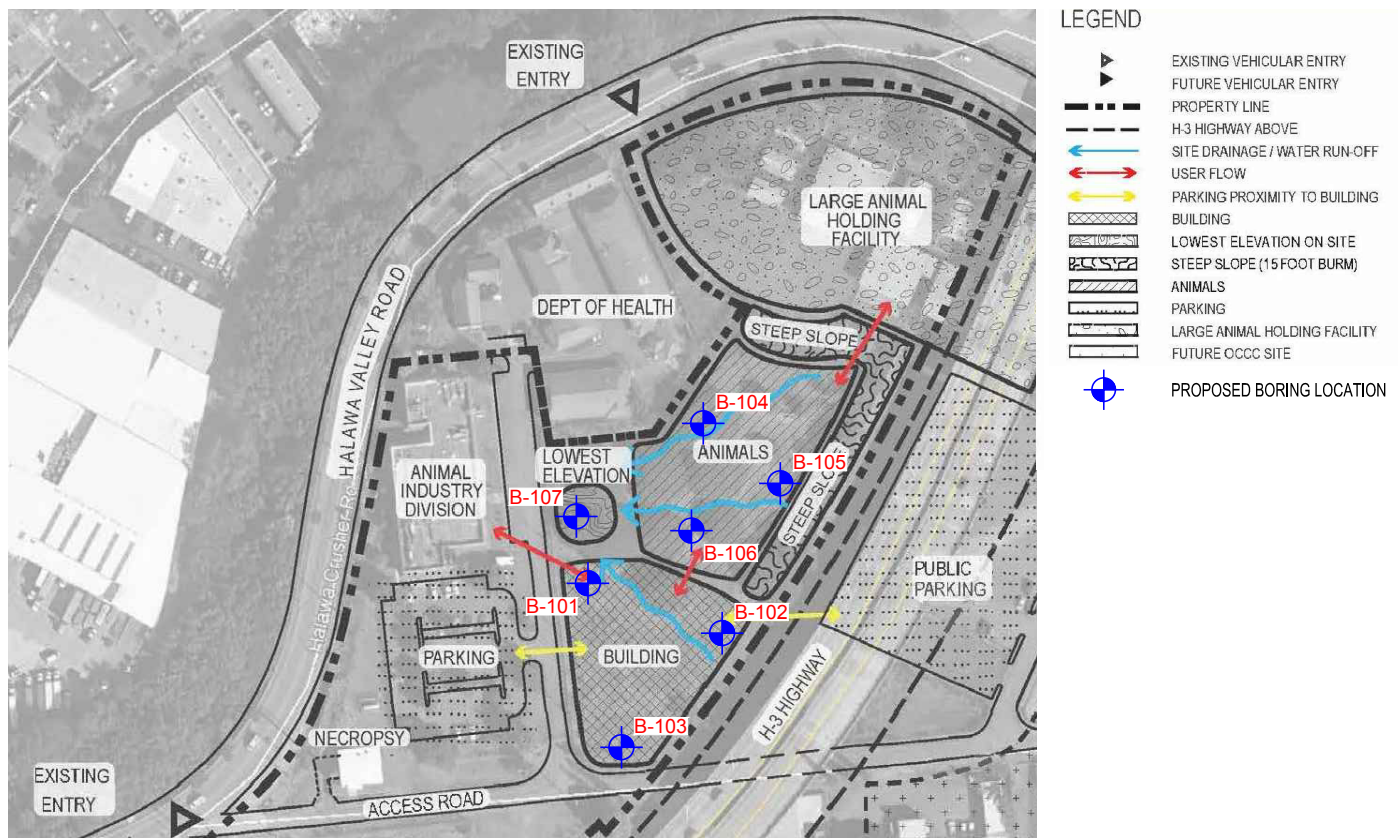 EXISTING
ENTRY
LARGE ANIMAL
HOLDING
FACILITY
HALAWA VALLEY ROAD
Halawa Crusher Rd
DEPT OF HEALTH
STEEP SLOPE
B-104
ANIMALS
B-105
STEEP SLOPE
LOWEST
ELEVATION
B-107
ANIMAL
INDUSTRY
DIVISION
B-106
B-101
B-102
PUBLIC
PARKING
PARKING
BUILDING
H-3 HIGHWAY
B-103
NECROPSY
EXISTING
ENTRY
ACCESS ROAD
LEGEND
EXISTING VEHICULAR ENTRY
FUTURE VEHICULAR ENTRY
PROPERTY LINE
H-3 HIGHWAY ABOVE
SITE DRAINAGE / WATER RUN-OFF
USER FLOW
PARKING PROXIMITY TO BUILDING
BUILDING
LOWEST ELEVATION ON SITE
STEEP SLOPE (15 FOOT BURM)
ANIMALS
PARKING
LARGE ANIMAL HOLDING FACILITY
FUTURE OCCC SITE
PROPOSED BORING LOCATION